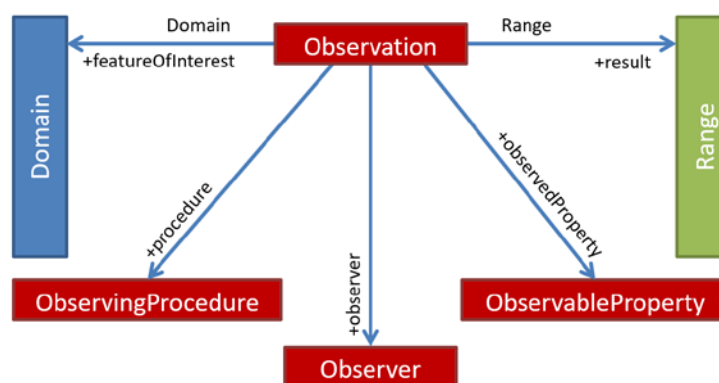 Domain
Observation
Range
+featureOfInterest
+result
Domain
Range
+procedure
+observer
+observedProperty
ObservingProcedure
ObservableProperty
Observer